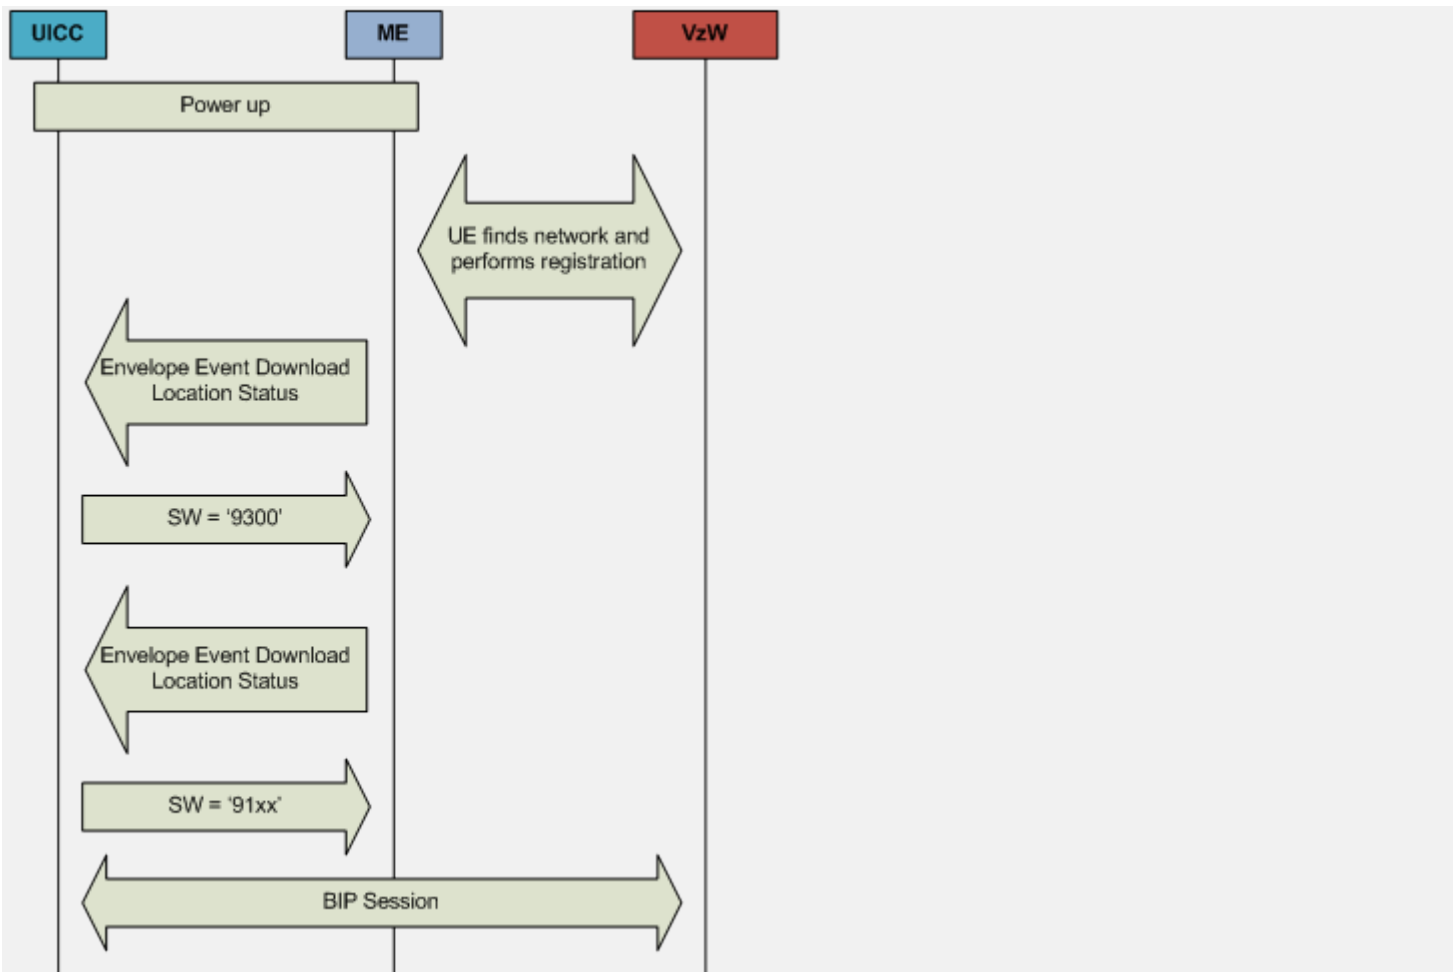 UICC
ME
VzW
Power up
UE finds network and
performs registration
Envelope Event Download
Location Status
SW = ‘9300’
Envelope Event Download
Location Status
SW = ‘91xx’
BIP Session